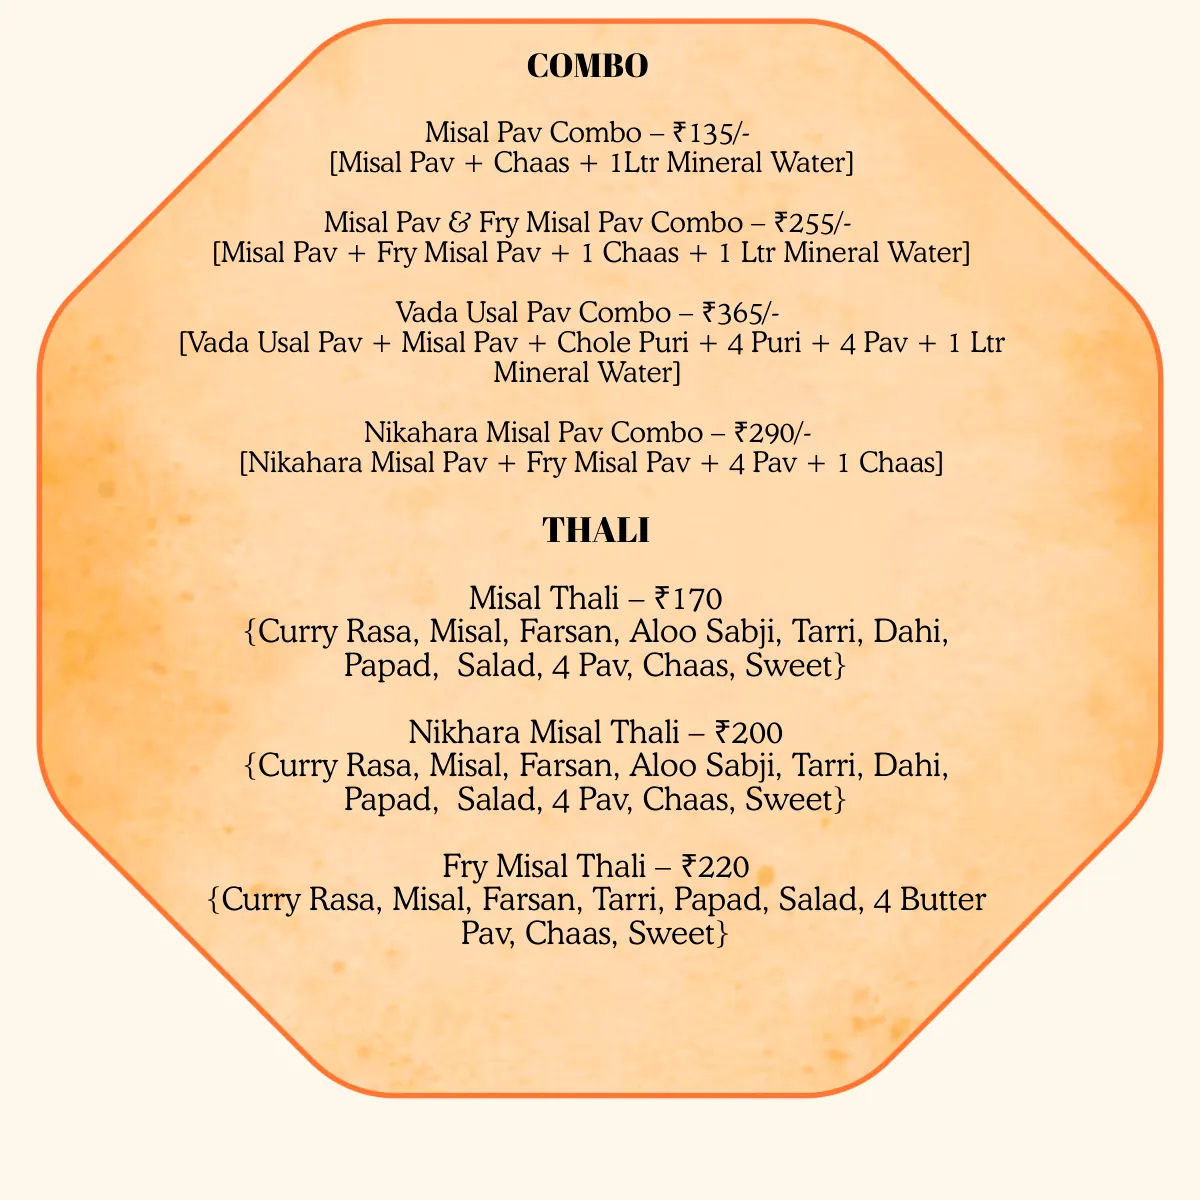 COMBO
Misal Pav Combo – ₹135/-
[Misal Pav + Chaas + 1Ltr Mineral Water]
Misal Pav & Fry Misal Pav Combo – ₹255/-
[Misal Pav + Fry Misal Pav + 1 Chaas + 1 Ltr Mineral Water]
Vada Usal Pav Combo – ₹365/-
[Vada Usal Pav + Misal Pav + Chole Puri + 4 Puri + 4 Pav + 1 Ltr
Mineral Water]
Nikahara Misal Pav Combo – ₹290/-
[Nikahara Misal Pav + Fry Misal Pav + 4 Pav + 1 Chaas]
THALI
Misal Thali – ₹170
{Curry Rasa, Misal, Farsan, Aloo Sabji, Tarri, Dahi,
Papad,  Salad, 4 Pav, Chaas, Sweet}
Nikhara Misal Thali – ₹200
{Curry Rasa, Misal, Farsan, Aloo Sabji, Tarri, Dahi,
Papad,  Salad, 4 Pav, Chaas, Sweet}
Fry Misal Thali – ₹220
{Curry Rasa, Misal, Farsan, Tarri, Papad, Salad, 4 Butter
Pav, Chaas, Sweet}